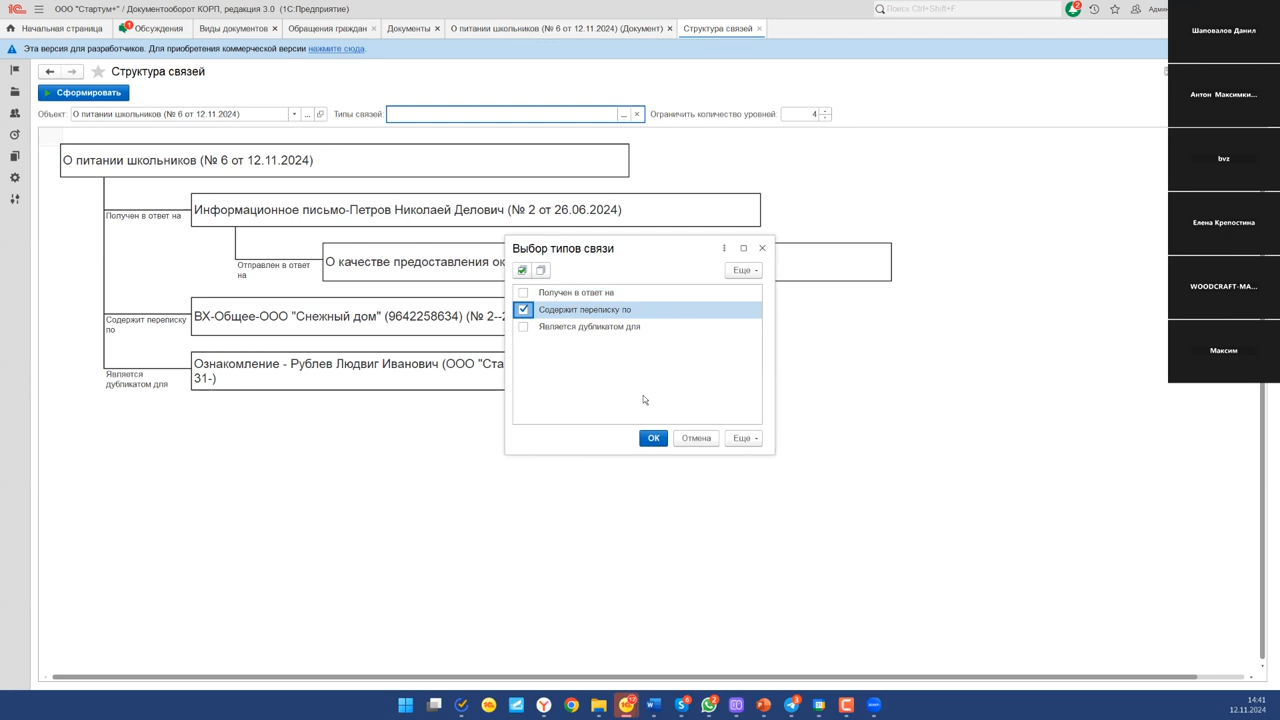 ООО "Стартум+" / Документооборот КОРП, редакция 3.0 (1С:Предприятие)
Поиск Ctrl+Shift+F
2
Админ
Начальная страница
1
Обсуждения
Виды документов
Обращения граждан
Документы
О питании школьников (№ 6 от 12.11.2024) (Документ)
Структура связей
Эта версия для разработчиков. Для приобретения коммерческой версии нажмите сюда.
Структура связей
Сформировать
Объект: О питании школьников (№ 6 от 12.11.2024)
Типы связей:
Ограничить количество уровней: 4
О питании школьников (№ 6 от 12.11.2024)
Получен в ответ на
Информационное письмо-Петров Николаей Делович (№ 2 от 26.06.2024)
Отправлен в ответ
на
О качестве предоставления ок
Содержит переписку
по
ВХ-Общее-ООО "Снежный дом" (9642258634) (№ 2--2
Является
дубликатом для
Ознакомление - Рублев Людвиг Иванович (ООО "Ста
31-)
Выбор типов связи
Еще
Получен в ответ на
Содержит переписку по
Является дубликатом для
ОК
Отмена
Еще
Шаповалов Данил
Антон Максимки...
bvz
Елена Крепостина
WOODCRAFT-MA...
Максим
14:41
12.11.2024